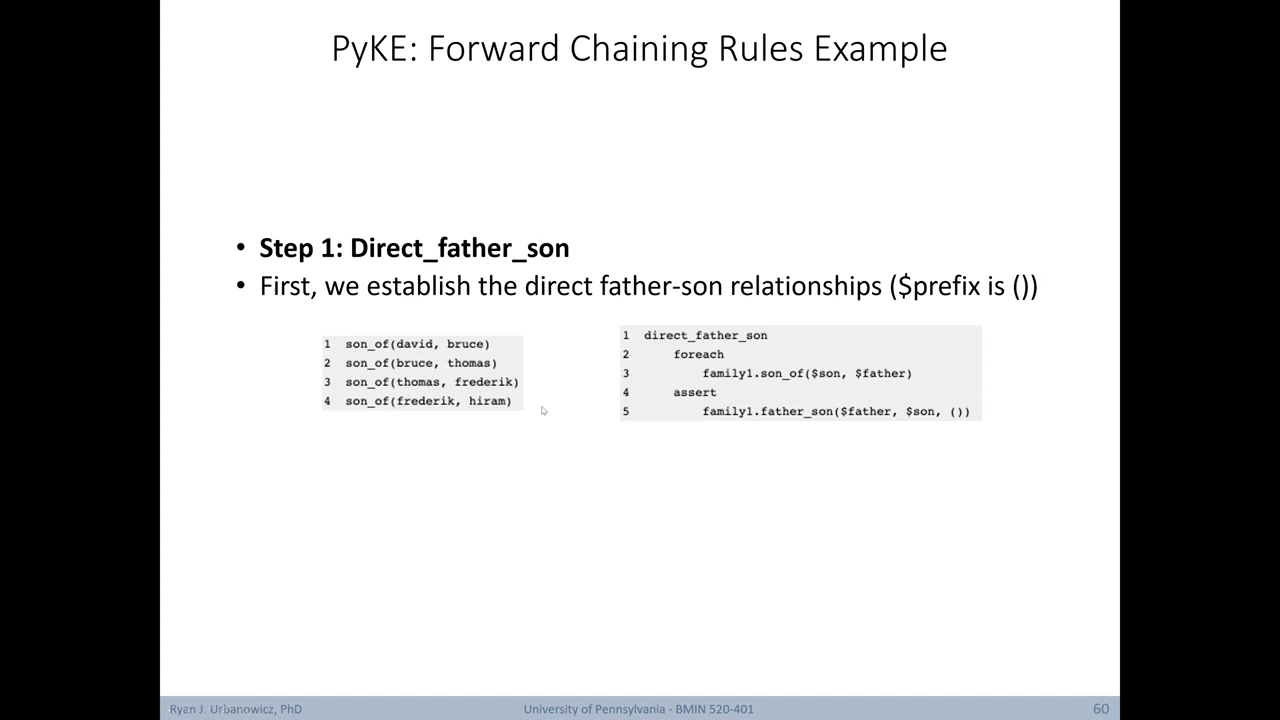 PyKE: Forward Chaining Rules Example
• Step 1: Direct_father_son
• First, we establish the direct father-son relationships ($prefix is ())
1 son_of(david, bruce)
2 son_of(bruce, thomas)
3 son_of(thomas, frederik)
4 son_of(frederik, hiram)
1 direct_father_son
2 foreach
3 family1.son_of($son, $father)
4 assert
5 family1.father_son($father, $son, ())
Ryan J. Urbanowicz, PhD
University of Pennsylvania - BMIN 520-401
60